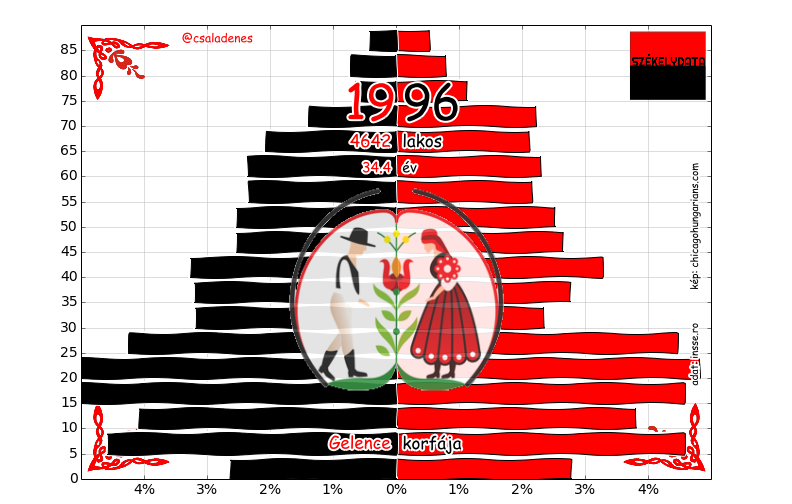 @csaladenes
SZÉKELYDATA
1996
4642 lakos
34.4 év
kép: chicagohungarians.com
adat: insse.ro
Gelence korfája
85
80
75
70
65
60
55
50
45
40
35
30
25
20
15
10
5
0
4% 3% 2% 1% 0% 1% 2% 3% 4%